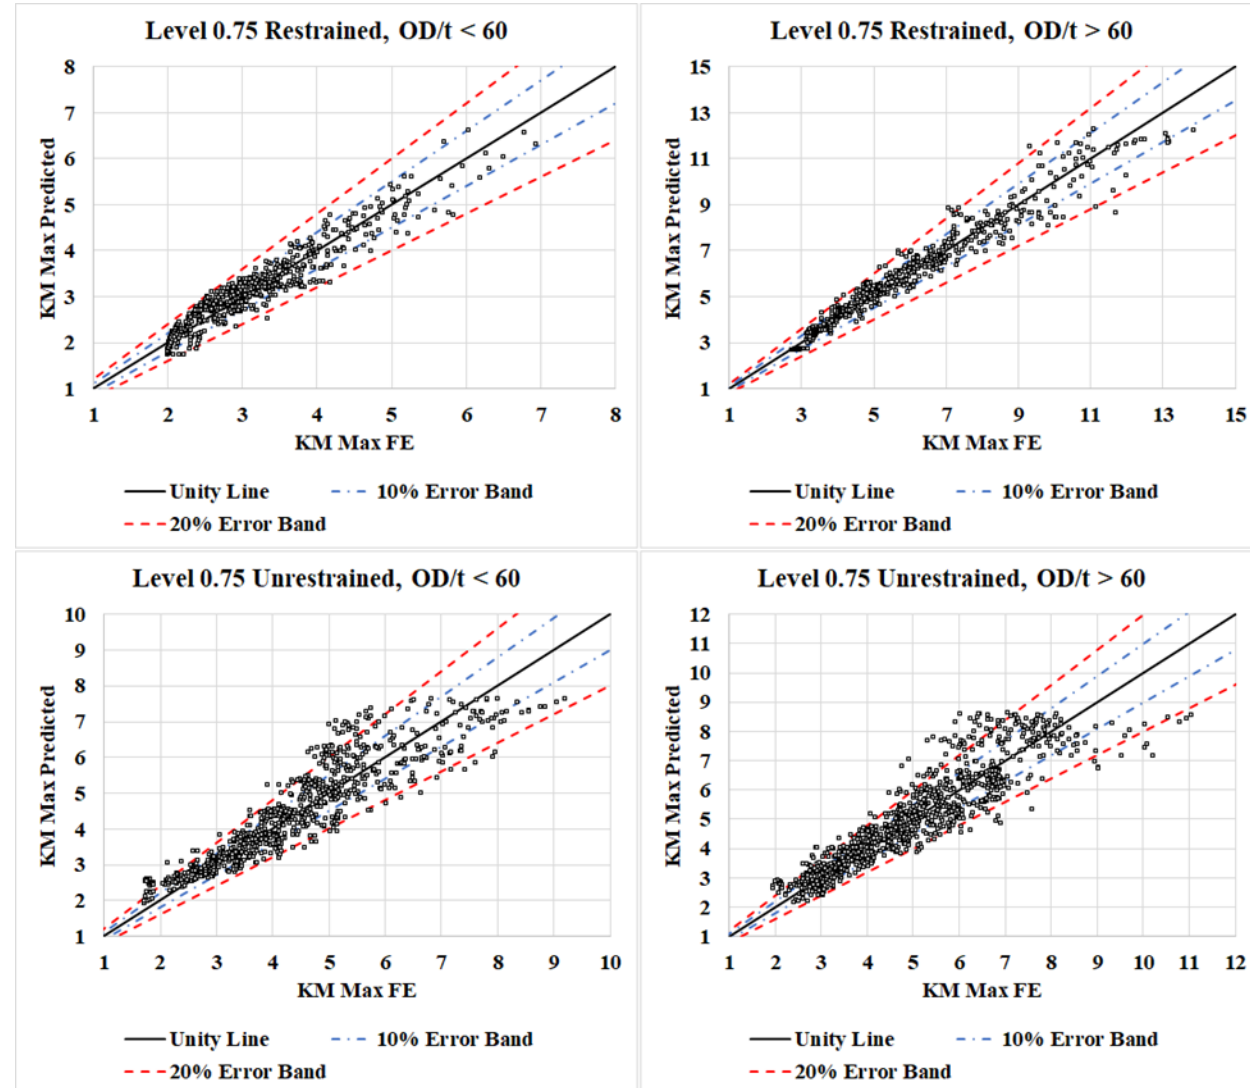 Level 0.75 Restrained, OD/t < 60
8
7
6
5
4
3
2
1
KM Max Predicted
1 2 3 4 5 6 7 8
KM Max FE
Unity Line
10% Error Band
20% Error Band
Level 0.75 Restrained, OD/t > 60
15
13
11
9
7
5
3
1
KM Max Predicted
1 3 5 7 9 11 13 15
KM Max FE
Unity Line
10% Error Band
20% Error Band
Level 0.75 Unrestrained, OD/t < 60
10
9
8
7
6
5
4
3
2
1
KM Max Predicted
1 2 3 4 5 6 7 8 9 10
KM Max FE
Unity Line
10% Error Band
20% Error Band
Level 0.75 Unrestrained, OD/t > 60
12
11
10
9
8
7
6
5
4
3
2
1
KM Max Predicted
1 2 3 4 5 6 7 8 9 10 11 12
KM Max FE
Unity Line
10% Error Band
20% Error Band